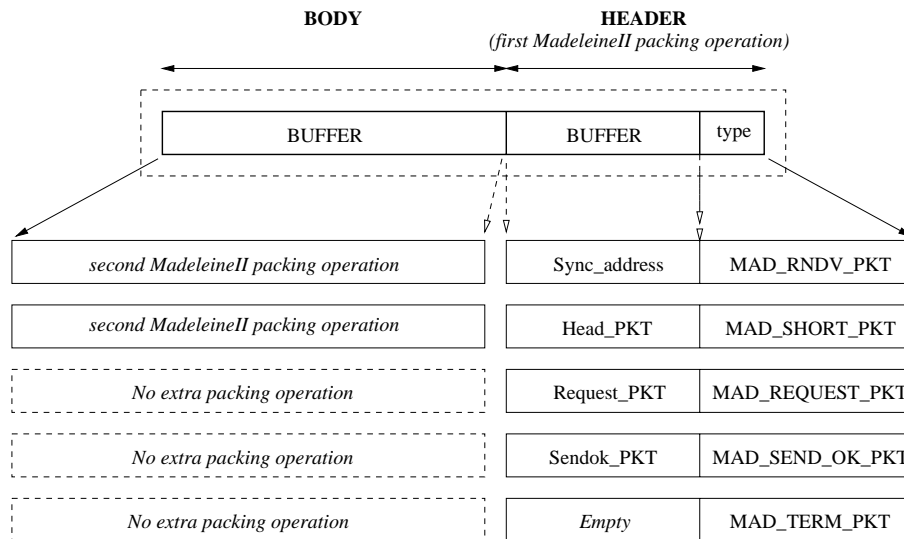 BODY
HEADER
(first MadeleineII packing operation)
BUFFER
BUFFER
type
second MadeleineII packing operation
Sync_address
MAD_RNDV_PKT
second MadeleineII packing operation
Head_PKT
MAD_SHORT_PKT
No extra packing operation
Request_PKT
MAD_REQUEST_PKT
No extra packing operation
Sendok_PKT
MAD_SEND_OK_PKT
No extra packing operation
Empty
MAD_TERM_PKT